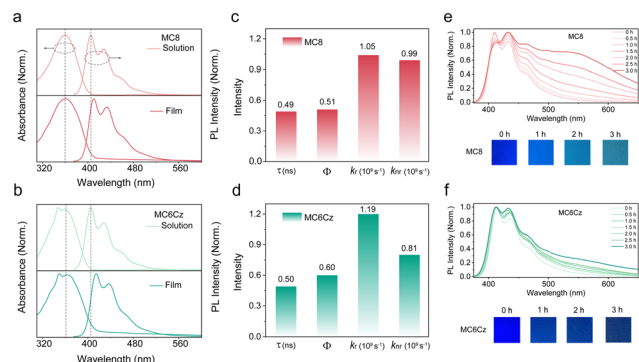 a
Absorbance (Norm.)
MC8
Solution
Film
PL Intensity (Norm.)
320 400 480 560
Wavelength (nm)
b
Absorbance (Norm.)
MC6Cz
Solution
Film
PL Intensity (Norm.)
320 400 480 560
Wavelength (nm)
c
MC8
Intensity
1.2
0.9
0.6
0.3
0.0
0.49 0.51 1.05 0.99
τ (ns) Φ kr (10⁹ s⁻¹) knr (10⁹ s⁻¹)
d
MC6Cz
Intensity
1.2
0.9
0.6
0.3
0.0
0.50 0.60 1.19 0.81
τ (ns) Φ kr (10⁹ s⁻¹) knr (10⁹ s⁻¹)
e
PL Intensity (Norm.)
MC8
1.0
0.8
0.6
0.4
0.2
0.0
0 h
0.5 h
1.0 h
1.5 h
2.0 h
2.5 h
3.0 h
400 500 600
Wavelength (nm)
0 h 1 h 2 h 3 h
MC8
f
PL Intensity (Norm.)
MC6Cz
1.0
0.8
0.6
0.4
0.2
0.0
0 h
0.5 h
1.0 h
1.5 h
2.0 h
2.5 h
3.0 h
400 500 600
Wavelength (nm)
0 h 1 h 2 h 3 h
MC6Cz